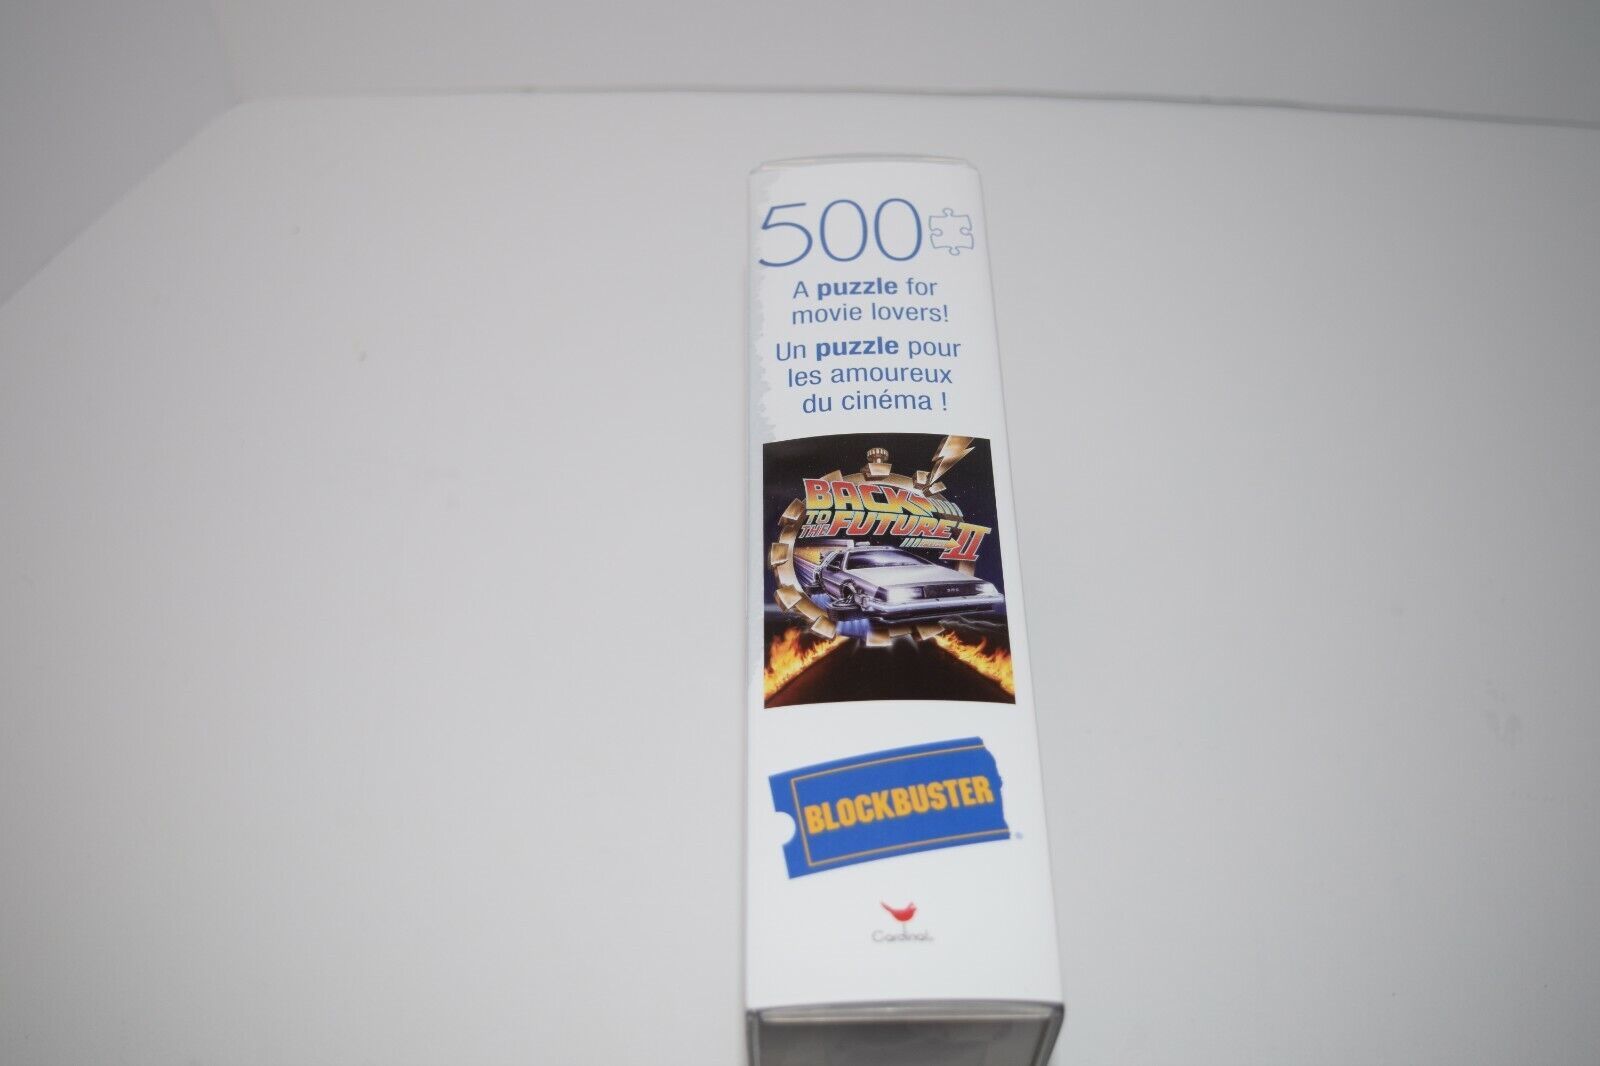 500
A puzzle for
movie lovers!
Un puzzle pour
les amoureux
du cinéma !
BACK
TO THE FUTURE II
BLOCKBUSTER
Cardinal